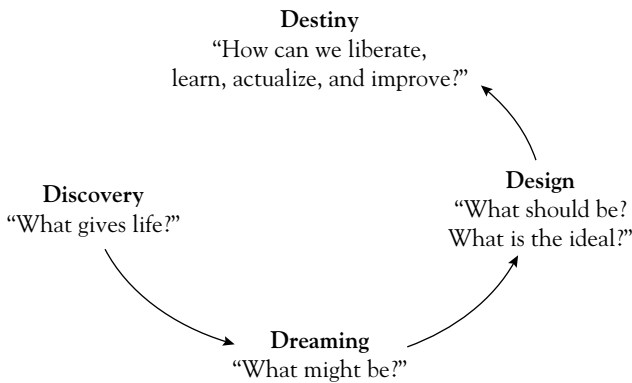 Destiny
“How can we liberate,
learn, actualize, and improve?”
Discovery
“What gives life?”
Design
“What should be?
What is the ideal?”
Dreaming
“What might be?”